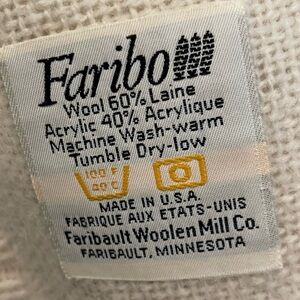 Faribo
Wool 60% Laine
Acrylic 40% Acrylique
Machine Wash-warm
Tumble Dry-low
100 F
40 C
MADE IN U.S.A.
FABRIQUE AUX ETATS-UNIS
Faribault Woolen Mill Co.
FARIBAULT, MINNESOTA